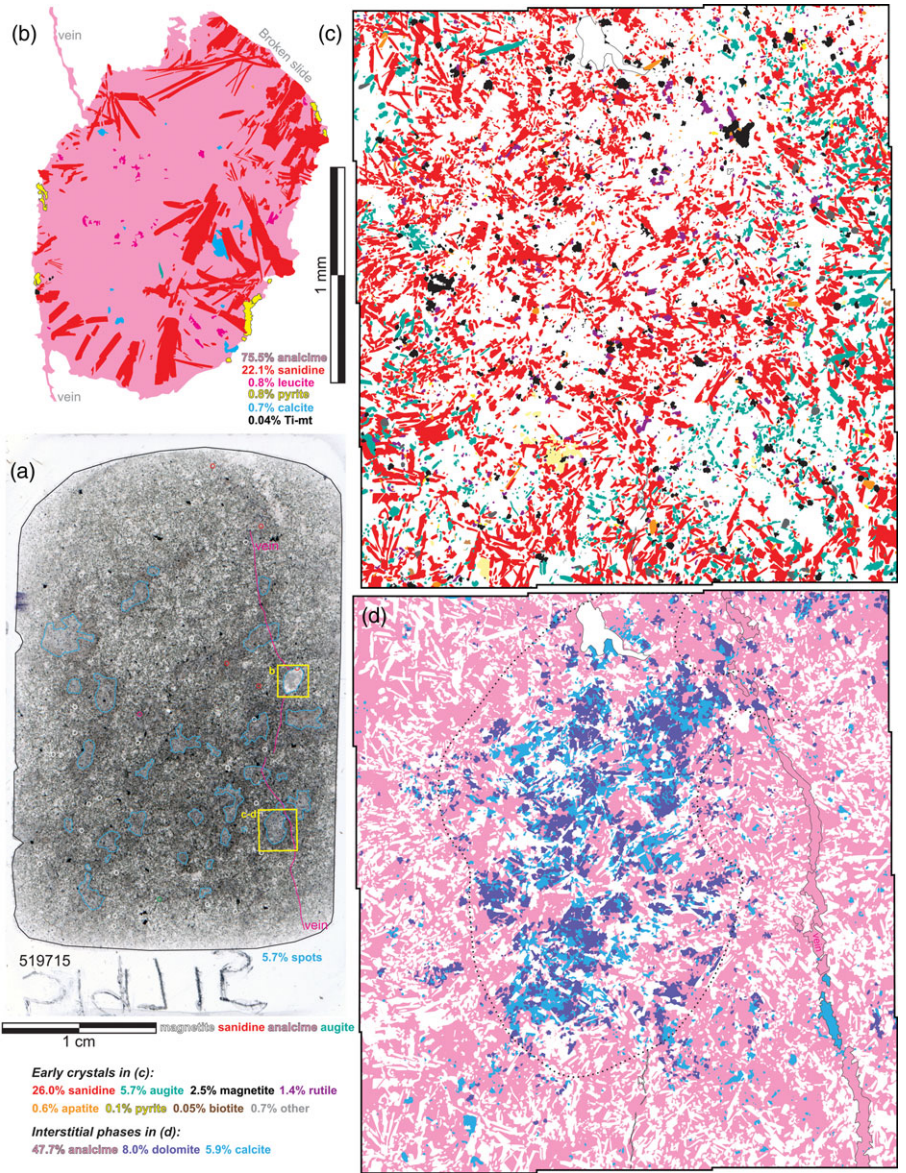 (b)
vein
Broken slide
1 mm
75.5% analcime
22.1% sanidine
0.8% leucite
0.8% pyrite
0.7% calcite
0.04% Ti-mt
vein
(c)
(a)
vein
b
c-d
vein
5.7% spots
519715
1 cm
magnetite sanidine analcime augite
Early crystals in (c):
26.0% sanidine 5.7% augite 2.5% magnetite 1.4% rutile
0.6% apatite 0.1% pyrite 0.05% biotite 0.7% other
Interstitial phases in (d):
47.7% analcime 8.0% dolomite 5.9% calcite
(d)
vein